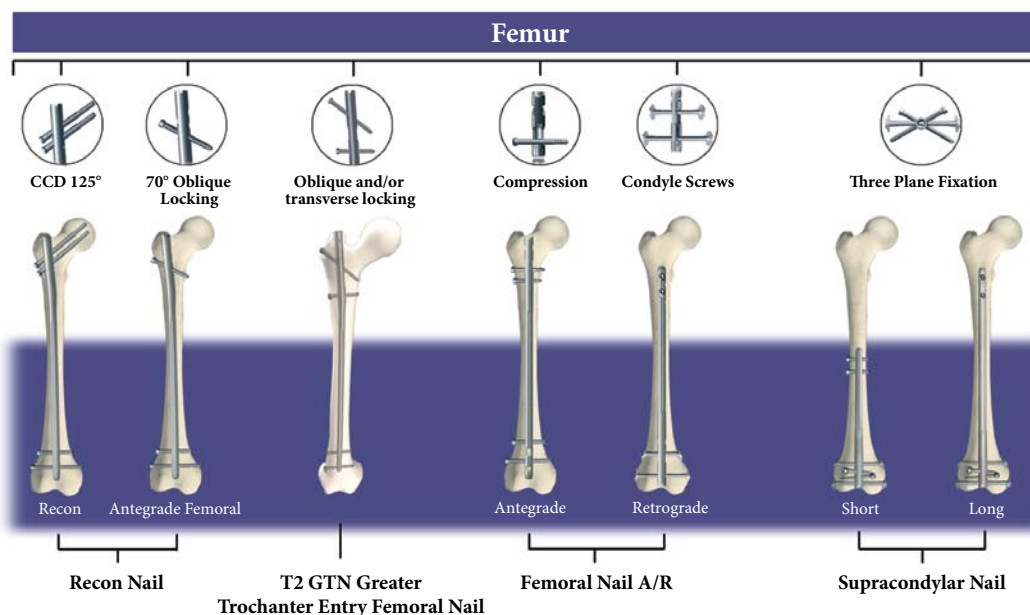 Femur
CCD 125°
70° Oblique
Locking
Oblique and/or
transverse locking
Compression
Condyle Screws
Three Plane Fixation
Recon
Antegrade Femoral
Antegrade
Retrograde
Short
Long
Recon Nail
T2 GTN Greater
Trochanter Entry Femoral Nail
Femoral Nail A/R
Supracondylar Nail